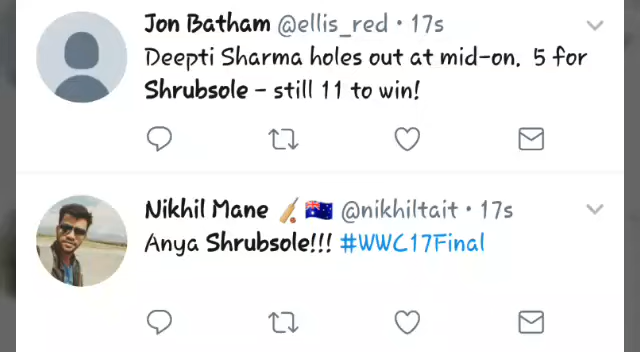 Jon Batham @ellis_red • 17s
Deepti Sharma holes out at mid-on. 5 for
Shrubsole - still 11 to win!
Nikhil Mane 🏏 🇦🇺 @nikhiltait • 17s
Anya Shrubsole!!! #WWC17Final